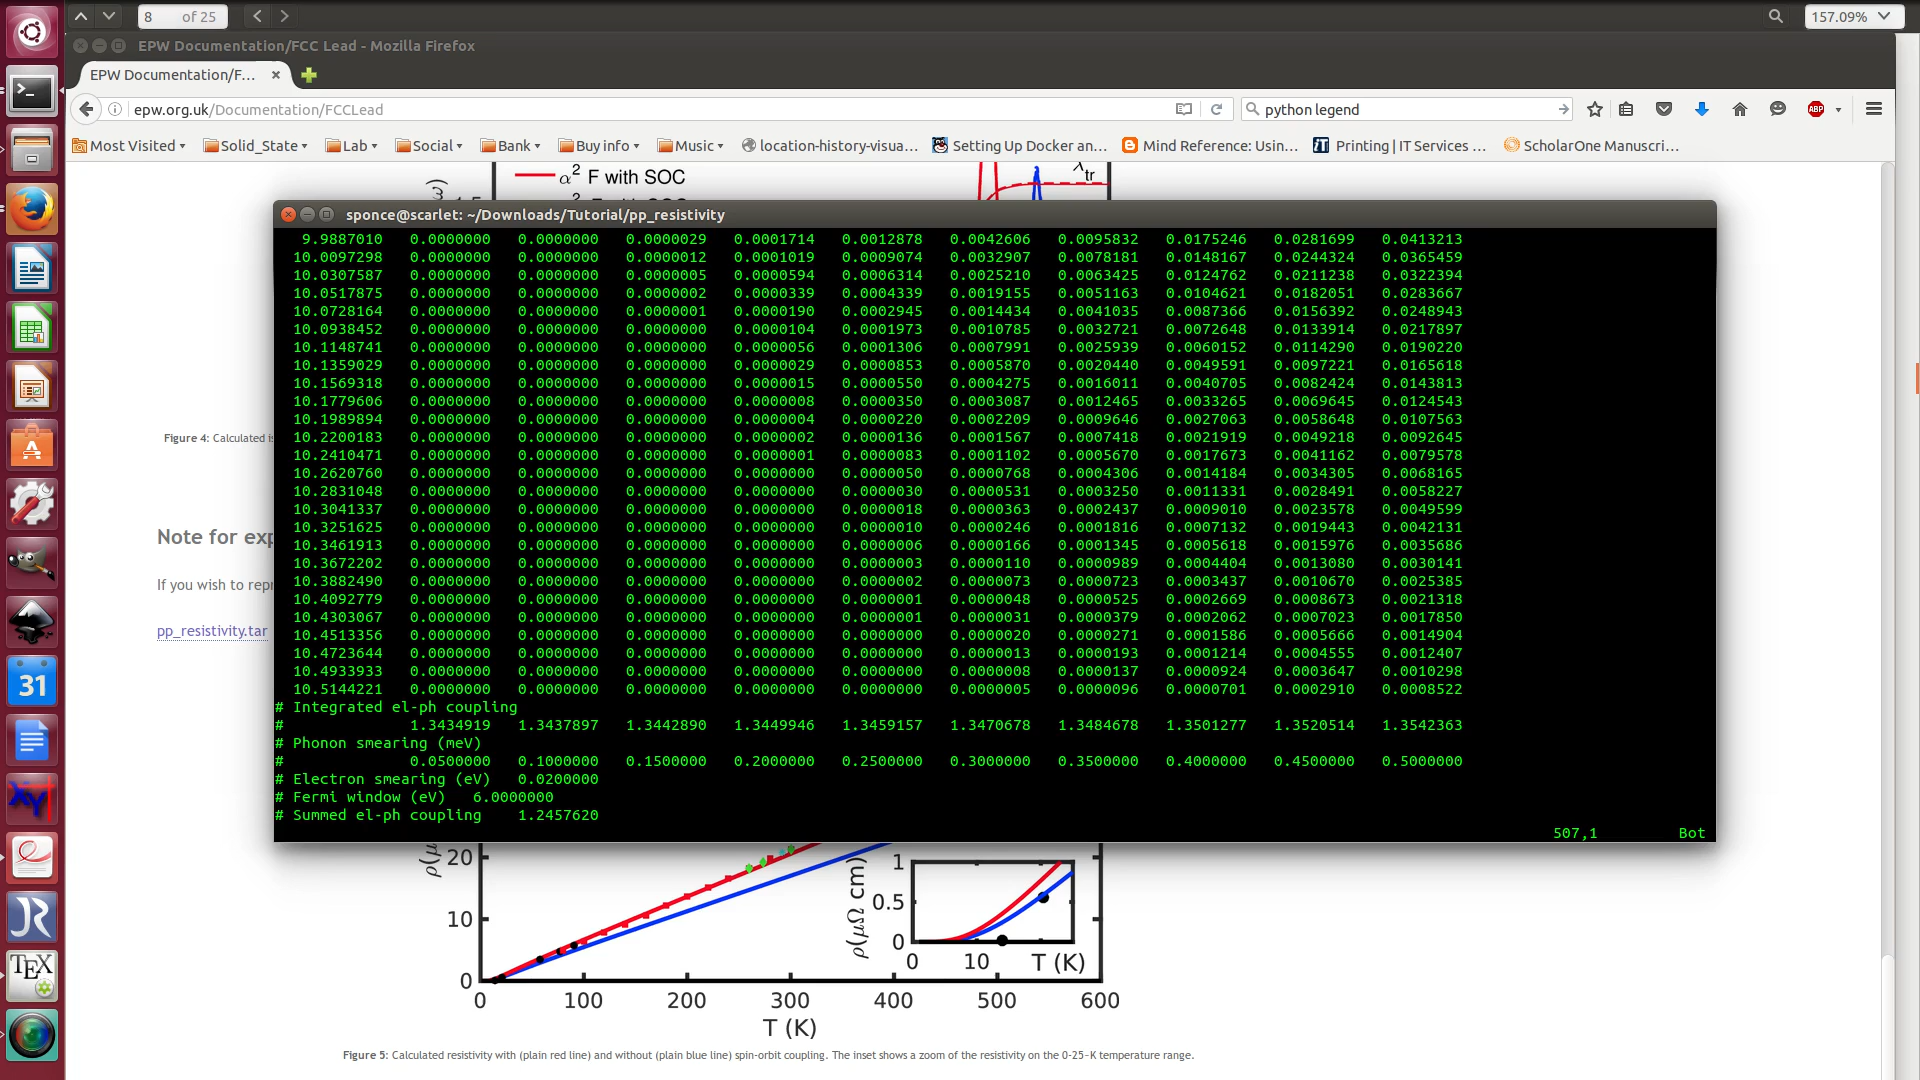 8 of 25
157.09%
EPW Documentation/FCC Lead - Mozilla Firefox
EPW Documentation/F...
epw.org.uk/Documentation/FCCLead
python legend
ABP
Most Visited
Solid_State
Lab
Social
Bank
Buy info
Music
location-history-visua...
Setting Up Docker an...
Mind Reference: Usin...
Printing | IT Services ...
ScholarOne Manuscri...
α² F with SOC
λtr
sponce@scarlet: ~/Downloads/Tutorial/pp_resistivity
9.9887010 0.0000000 0.0000000 0.0000029 0.0001714 0.0012878 0.0042606 0.0095832 0.0175246 0.0281699 0.0413213
10.0097298 0.0000000 0.0000000 0.0000012 0.0001019 0.0009074 0.0032907 0.0078181 0.0148167 0.0244324 0.0365459
10.0307587 0.0000000 0.0000000 0.0000005 0.0000594 0.0006314 0.0025210 0.0063425 0.0124762 0.0211238 0.0322394
10.0517875 0.0000000 0.0000000 0.0000002 0.0000339 0.0004339 0.0019155 0.0051163 0.0104621 0.0182051 0.0283667
10.0728164 0.0000000 0.0000000 0.0000001 0.0000190 0.0002945 0.0014434 0.0041035 0.0087366 0.0156392 0.0248943
10.0938452 0.0000000 0.0000000 0.0000000 0.0000104 0.0001973 0.0010785 0.0032721 0.0072648 0.0133914 0.0217897
10.1148741 0.0000000 0.0000000 0.0000000 0.0000056 0.0001306 0.0007991 0.0025939 0.0060152 0.0114290 0.0190220
10.1359029 0.0000000 0.0000000 0.0000000 0.0000029 0.0000853 0.0005870 0.0020440 0.0049591 0.0097221 0.0165618
10.1569318 0.0000000 0.0000000 0.0000000 0.0000015 0.0000550 0.0004275 0.0016011 0.0040705 0.0082424 0.0143813
10.1779606 0.0000000 0.0000000 0.0000000 0.0000008 0.0000350 0.0003087 0.0012465 0.0033265 0.0069645 0.0124543
10.1989894 0.0000000 0.0000000 0.0000000 0.0000004 0.0000220 0.0002209 0.0009646 0.0027063 0.0058648 0.0107563
10.2200183 0.0000000 0.0000000 0.0000000 0.0000002 0.0000136 0.0001567 0.0007418 0.0021919 0.0049218 0.0092645
10.2410471 0.0000000 0.0000000 0.0000000 0.0000001 0.0000083 0.0001102 0.0005670 0.0017673 0.0041162 0.0079578
10.2620760 0.0000000 0.0000000 0.0000000 0.0000000 0.0000050 0.0000768 0.0004306 0.0014184 0.0034305 0.0068165
10.2831048 0.0000000 0.0000000 0.0000000 0.0000000 0.0000030 0.0000531 0.0003250 0.0011331 0.0028491 0.0058227
10.3041337 0.0000000 0.0000000 0.0000000 0.0000000 0.0000018 0.0000363 0.0002437 0.0009010 0.0023578 0.0049599
10.3251625 0.0000000 0.0000000 0.0000000 0.0000000 0.0000010 0.0000246 0.0001816 0.0007132 0.0019443 0.0042131
10.3461913 0.0000000 0.0000000 0.0000000 0.0000000 0.0000006 0.0000166 0.0001345 0.0005618 0.0015976 0.0035686
10.3672202 0.0000000 0.0000000 0.0000000 0.0000000 0.0000003 0.0000110 0.0000989 0.0004404 0.0013080 0.0030141
10.3882490 0.0000000 0.0000000 0.0000000 0.0000000 0.0000002 0.0000073 0.0000723 0.0003437 0.0010670 0.0025385
10.4092779 0.0000000 0.0000000 0.0000000 0.0000000 0.0000001 0.0000048 0.0000525 0.0002669 0.0008673 0.0021318
10.4303067 0.0000000 0.0000000 0.0000000 0.0000000 0.0000001 0.0000031 0.0000379 0.0002062 0.0007023 0.0017850
10.4513356 0.0000000 0.0000000 0.0000000 0.0000000 0.0000000 0.0000020 0.0000271 0.0001586 0.0005666 0.0014904
10.4723644 0.0000000 0.0000000 0.0000000 0.0000000 0.0000000 0.0000013 0.0000193 0.0001214 0.0004555 0.0012407
10.4933933 0.0000000 0.0000000 0.0000000 0.0000000 0.0000000 0.0000008 0.0000137 0.0000924 0.0003647 0.0010298
10.5144221 0.0000000 0.0000000 0.0000000 0.0000000 0.0000000 0.0000005 0.0000096 0.0000701 0.0002910 0.0008522
# Integrated el-ph coupling
# 1.3434919 1.3437897 1.3442890 1.3449946 1.3459157 1.3470678 1.3484678 1.3501277 1.3520514 1.3542363
# Phonon smearing (meV)
# 0.0500000 0.1000000 0.1500000 0.2000000 0.2500000 0.3000000 0.3500000 0.4000000 0.4500000 0.5000000
# Electron smearing (eV) 0.0200000
# Fermi window (eV) 6.0000000
# Summed el-ph coupling 1.2457620
507,1 Bot
Figure 4: Calculated is
Note for exp
If you wish to repr
pp_resistivity.tar
ρ(μ
20
10
0
0 100 200 300 400 500 600
T (K)
ρ(μΩ cm)
1
0.5
0
0 10 T (K)
Figure 5: Calculated resistivity with (plain red line) and without (plain blue line) spin-orbit coupling. The inset shows a zoom of the resistivity on the 0-25~K temperature range.
31
TEX